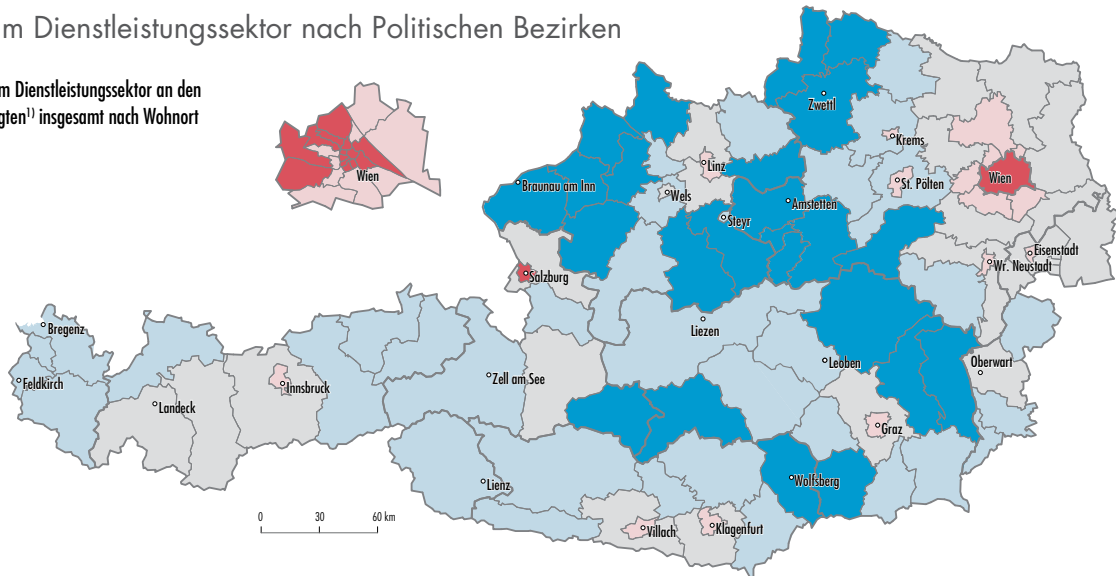 m Dienstleistungssektor nach Politischen Bezirken
m Dienstleistungssektor an den
gten¹⁾ insgesamt nach Wohnort
Wien
Zwettl
Krems
Linz
St. Pölten
Wien
Braunau am Inn
Wels
Amstetten
Steyr
Eisenstadt
Wr. Neustadt
Salzburg
Bregenz
Liezen
Leoben
Oberwart
Feldkirch
Innsbruck
Zell am See
Landeck
Graz
Lienz
Wolfsberg
Villach
Klagenfurt
0 30 60 km